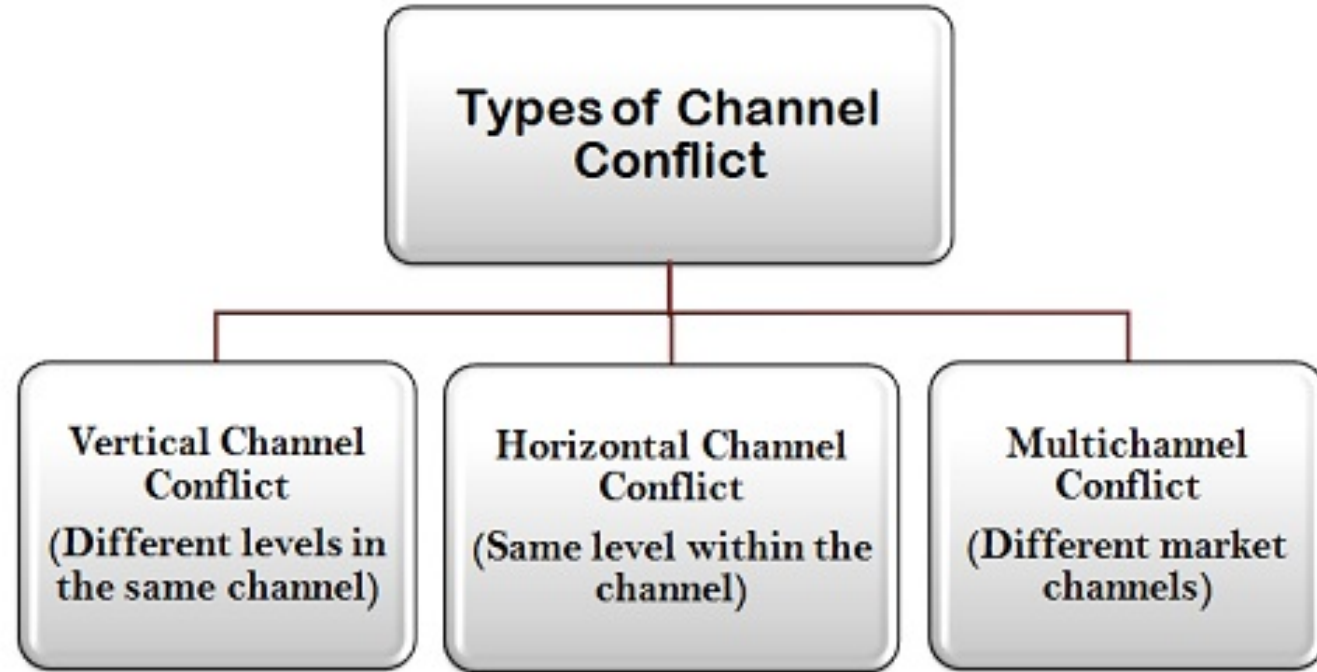 Types of Channel
Conflict
Vertical Channel
Conflict
(Different levels in
the same channel)
Horizontal Channel
Conflict
(Same level within the
channel)
Multichannel
Conflict
(Different market
channels)